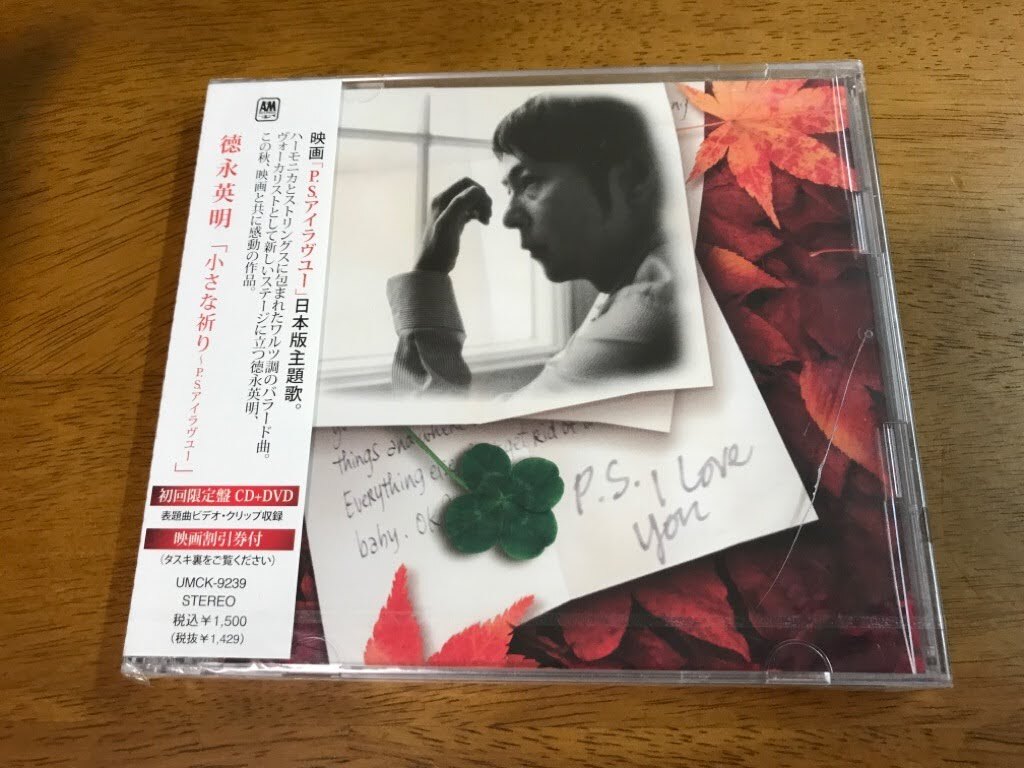 A&M
映画「P.S.アイラヴユー」日本版主題歌。
ハーモニカとストリングスに包まれたワルツ調のバラード曲。
ヴォーカリストとして新しいステージに立つ徳永英明、
この秋、映画と共に感動の作品。
徳永英明「小さな祈り～P.S.アイラヴユー」
初回限定盤 CD+DVD
表題曲ビデオ・クリップ収録
映画割引券付
(タスキ裏をご覧ください)
UMCK-9239
STEREO
税込￥1,500
(税抜￥1,429)
things and where
Everything
baby. OK
get rid of
P.S. I Love
You